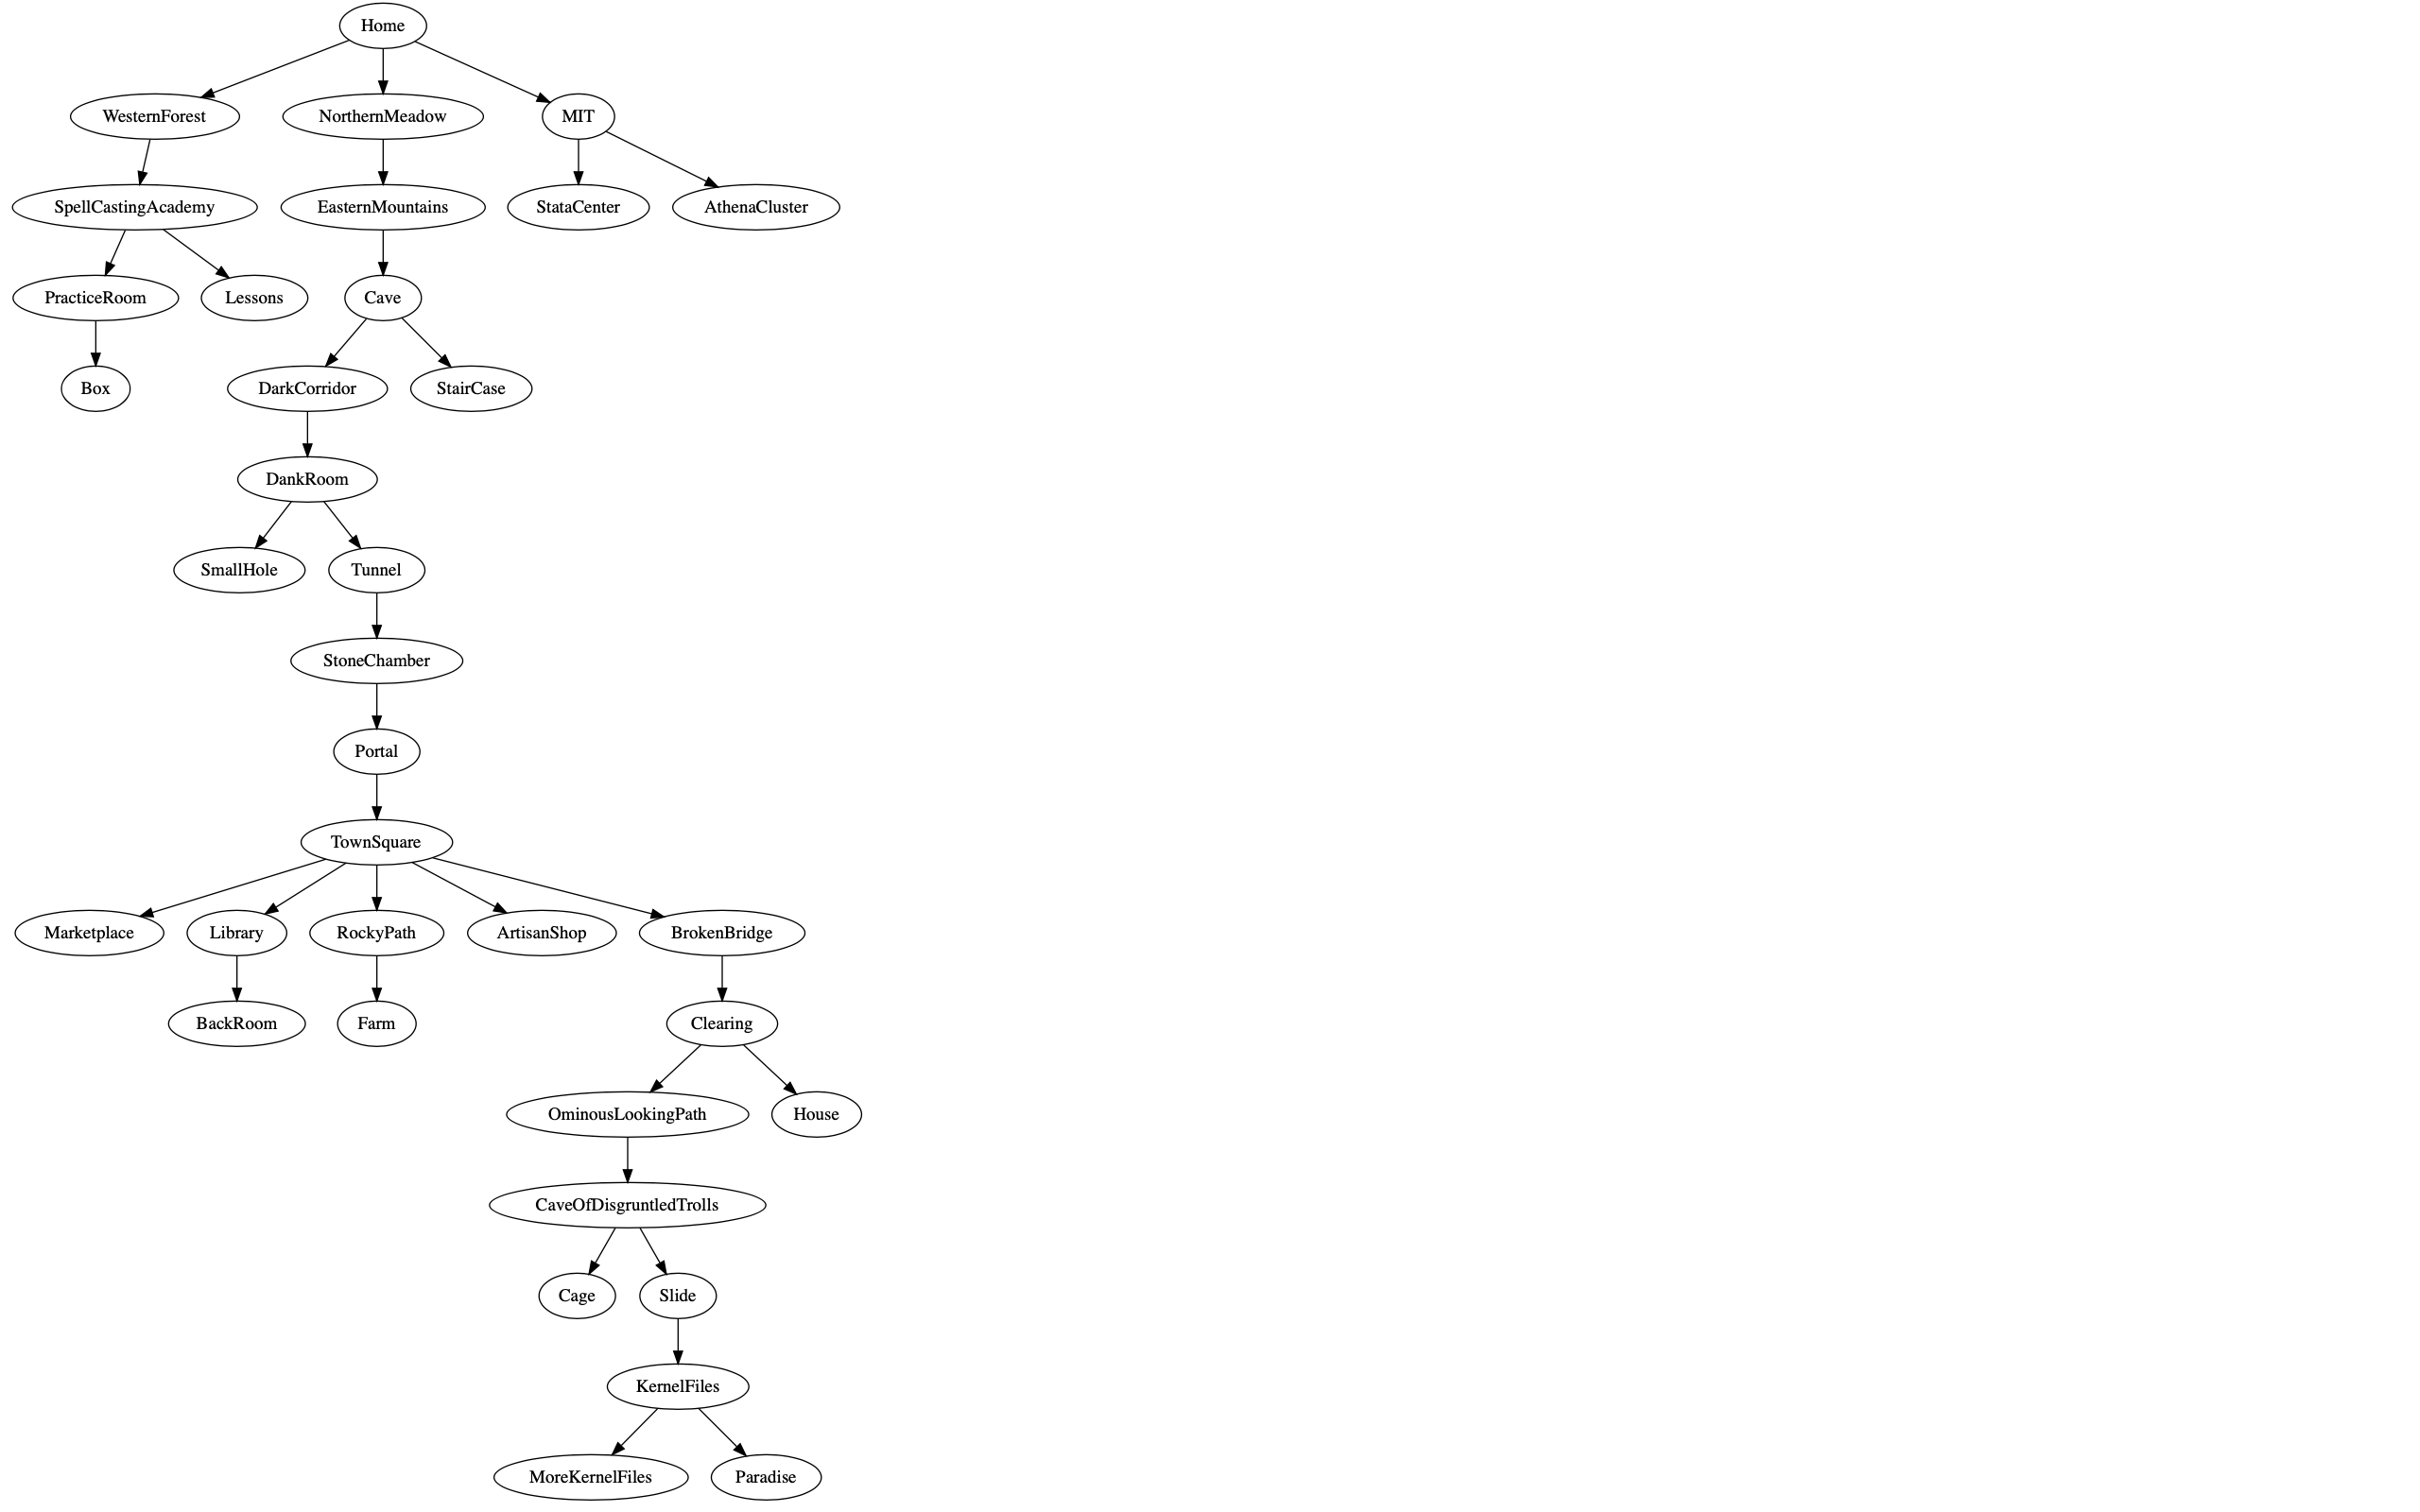 Home
WesternForest
NorthernMeadow
MIT
SpellCastingAcademy
EasternMountains
StataCenter
AthenaCluster
PracticeRoom
Lessons
Cave
Box
DarkCorridor
StairCase
DankRoom
SmallHole
Tunnel
StoneChamber
Portal
TownSquare
Marketplace
Library
RockyPath
ArtisanShop
BrokenBridge
BackRoom
Farm
Clearing
OminousLookingPath
House
CaveOfDisgruntledTrolls
Cage
Slide
KernelFiles
MoreKernelFiles
Paradise